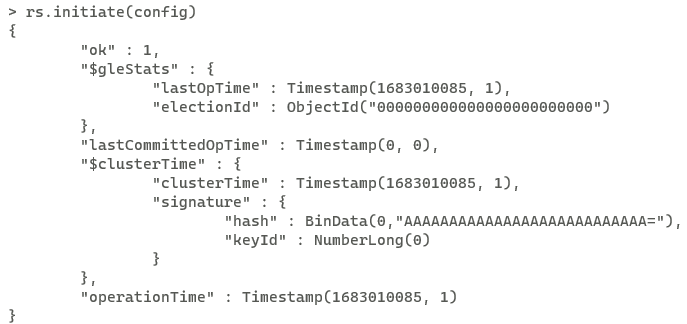 > rs.initiate(config)
{
        "ok" : 1,
        "$gleStats" : {
                "lastOpTime" : Timestamp(1683010085, 1),
                "electionId" : ObjectId("000000000000000000000000")
        },
        "lastCommittedOpTime" : Timestamp(0, 0),
        "$clusterTime" : {
                "clusterTime" : Timestamp(1683010085, 1),
                "signature" : {
                        "hash" : BinData(0,"AAAAAAAAAAAAAAAAAAAAAAAAAAA="),
                        "keyId" : NumberLong(0)
                }
        },
        "operationTime" : Timestamp(1683010085, 1)
}